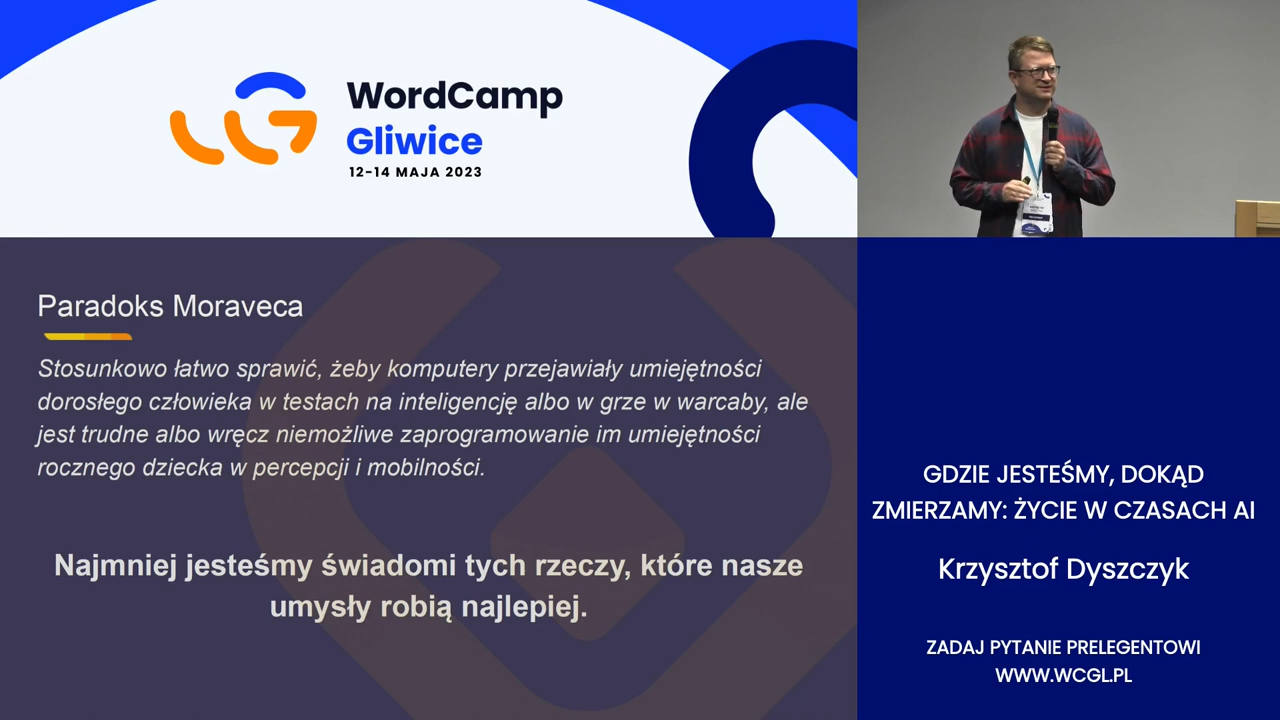 WordCamp
Gliwice
12-14 MAJA 2023
Paradoks Moraveca
Stosunkowo łatwo sprawić, żeby komputery przejawiały umiejętności
dorosłego człowieka w testach na inteligencję albo w grze w warcaby, ale
jest trudne albo wręcz niemożliwe zaprogramowanie im umiejętności
rocznego dziecka w percepcji i mobilności.
Najmniej jesteśmy świadomi tych rzeczy, które nasze
umysły robią najlepiej.
GDZIE JESTEŚMY, DOKĄD
ZMIERZAMY: ŻYCIE W CZASACH AI
Krzysztof Dyszczyk
ZADAJ PYTANIE PRELEGENTOWI
WWW.WCGL.PL